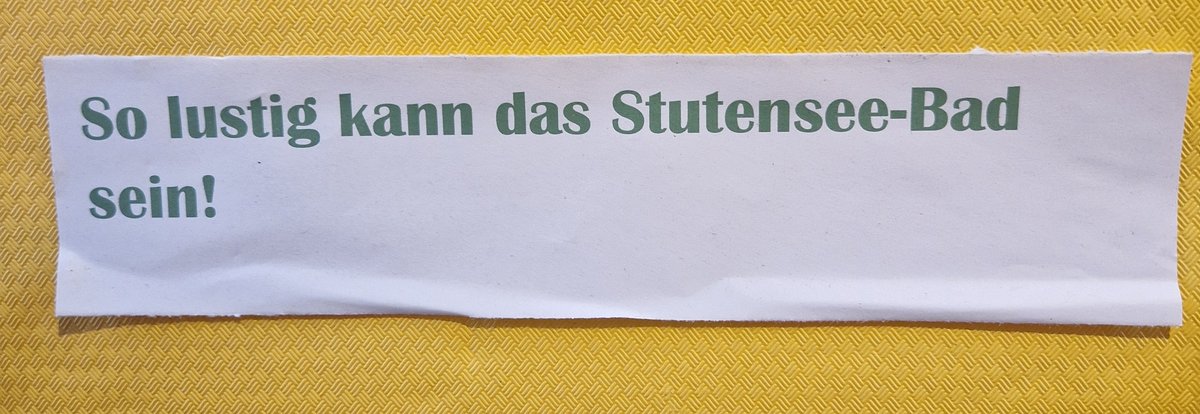 So lustig kann das Stutensee-Bad
sein!